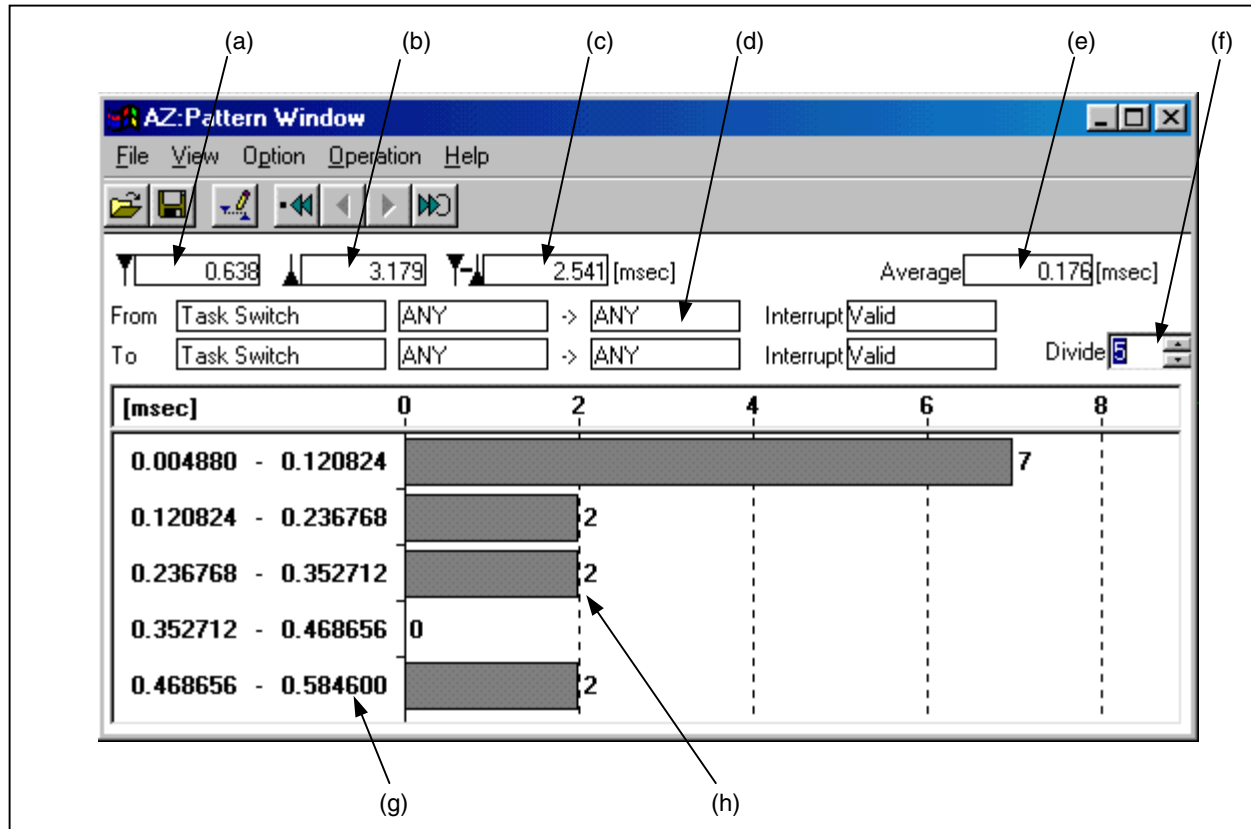 (a) (b) (c) (d) (e) (f)
AZ:Pattern Window
File View Option Operation Help
0.638 3.179 2.541 [msec] Average 0.176 [msec]
From Task Switch ANY -> ANY Interrupt Valid
To Task Switch ANY -> ANY Interrupt Valid Divide 5
[msec] 0 2 4 6 8
0.004880 - 0.120824 7
0.120824 - 0.236768 2
0.236768 - 0.352712 2
0.352712 - 0.468656 0
0.468656 - 0.584600 2
(g) (h)